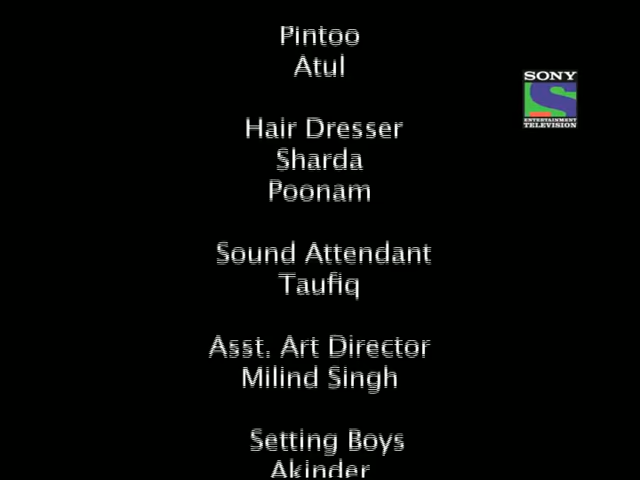 Pintoo
Atul
SONY
ENTERTAINMENT
TELEVISION
Hair Dresser
Sharda
Poonam
Sound Attendant
Taufiq
Asst. Art Director
Milind Singh
Setting Boys
Akinder